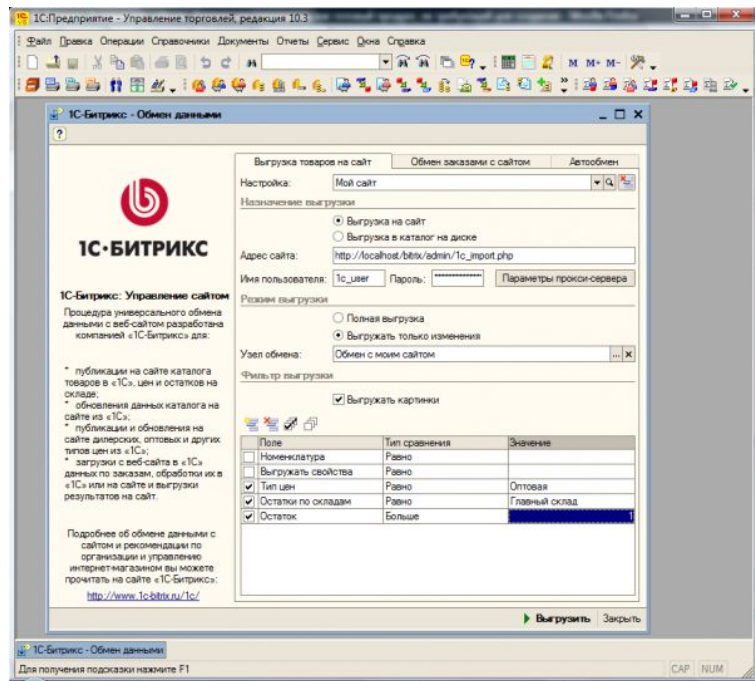 1С:Предприятие - Управление торговлей, редакция 10.3
Файл Правка Операции Справочники Документы Отчеты Сервис Окна Справка
M M+ M-
1С-Битрикс - Обмен данными
?
Выгрузка товаров на сайт Обмен заказами с сайтом Автообмен
Настройка: Мой сайт
Назначение выгрузки
Выгрузка на сайт
Выгрузка в каталог на диске
Адрес сайта: http://localhost/bitrix/admin/1c_import.php
Имя пользователя: 1c_user Пароль: ************** Параметры прокси-сервера
Режим выгрузки
Полная выгрузка
Выгружать только изменения
Узел обмена: Обмен с моим сайтом ... x
Фильтр выгрузки
Выгружать картинки
Поле Тип сравнения Значение
Номенклатура Равно
Выгружать свойства Равно
Тип цен Равно Оптовая
Остатки по складам Равно Главный склад
Остаток Больше 1
1С·БИТРИКС
1С-Битрикс: Управление сайтом
Процедура универсального обмена
данными с веб-сайтом разработана
компанией «1С-Битрикс» для:
* публикации на сайте каталога
товаров в «1С», цен и остатков на
складе;
* обновления данных каталога на
сайте из «1С»;
* публикации и обновления на
сайте дилерских, оптовых и других
типов цен из «1С»;
* загрузки с веб-сайта в «1С»
данных по заказам, обработки их в
«1С» или на сайте и выгрузки
результатов на сайт.
Подробнее об обмене данными с
сайтом и рекомендации по
организации и управлению
интернет-магазином вы можете
прочитать на сайте «1С-Битрикс»:
http://www.1c-bitrix.ru/1c/
Выгрузить Закрыть
1С-Битрикс - Обмен данными
Для получения подсказки нажмите F1 CAP NUM